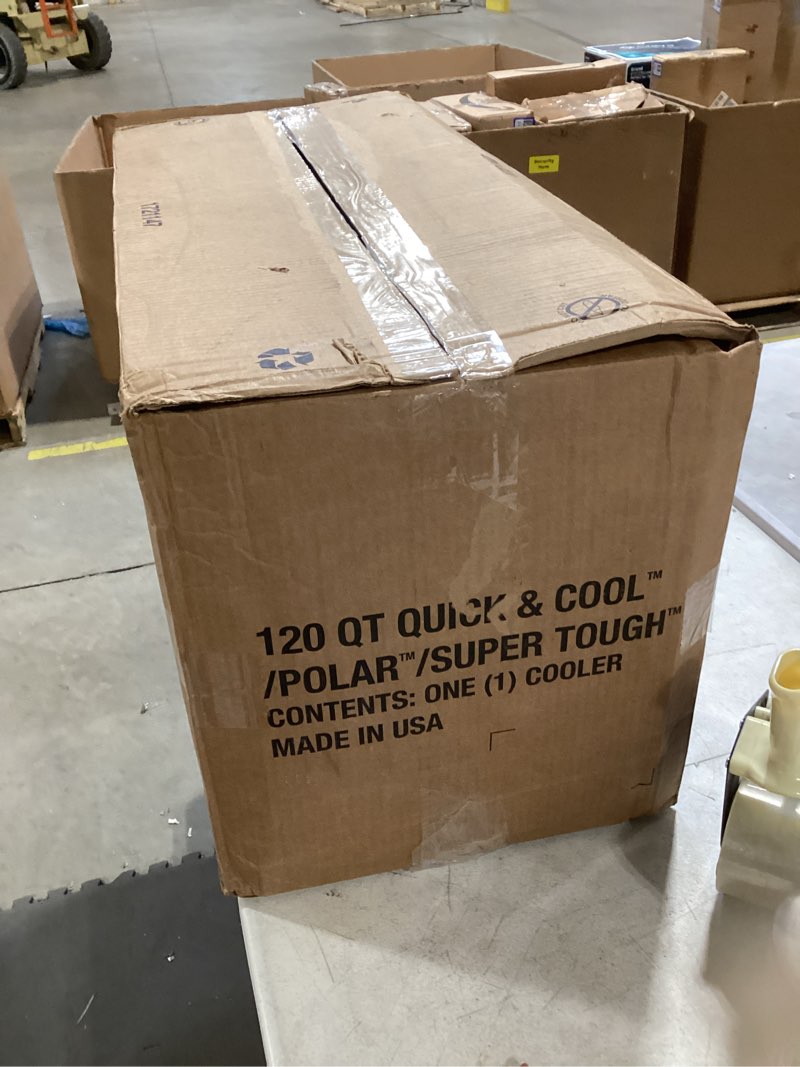 120 QT QUICK & COOL™
/POLAR™/SUPER TOUGH™
CONTENTS: ONE (1) COOLER
MADE IN USA